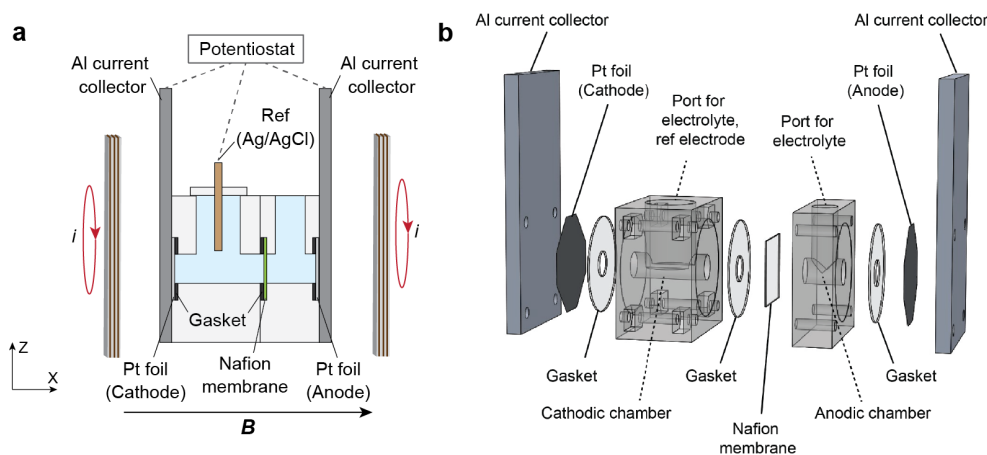 a
Potentiostat
Al current
collector
Al current
collector
Ref
(Ag/AgCl)
i
i
Gasket
Z
X
Pt foil
(Cathode)
Nafion
membrane
Pt foil
(Anode)
B
b
Al current collector
Al current collector
Pt foil
(Cathode)
Port for
electrolyte,
ref electrode
Port for
electrolyte
Pt foil
(Anode)
Gasket
Gasket
Gasket
Cathodic chamber
Anodic chamber
Nafion
membrane